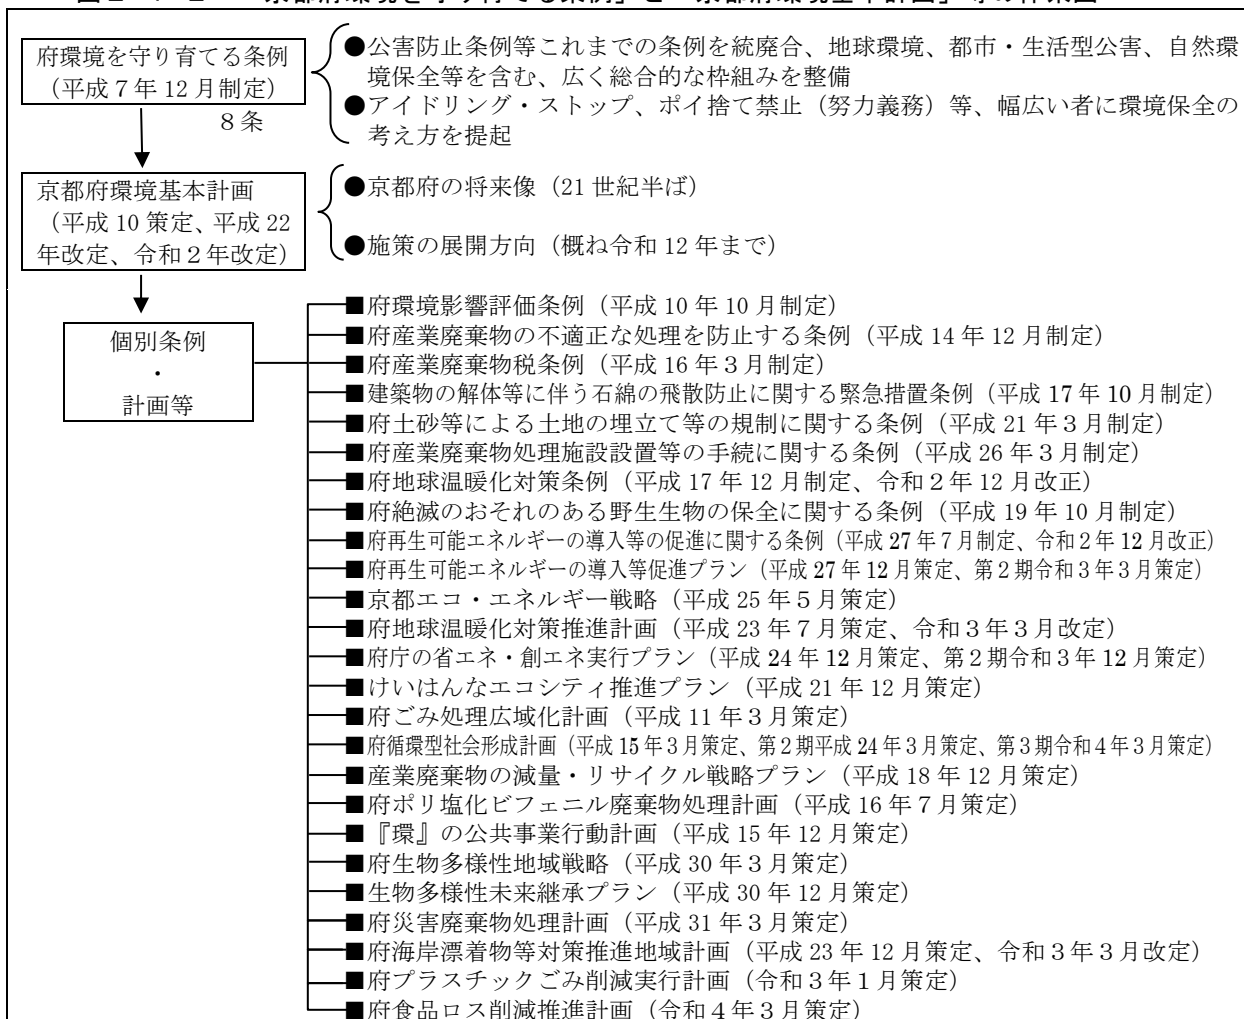 府環境を守り育てる条例
（平成７年 12 月制定）
８条
●公害防止条例等これまでの条例を統廃合、地球環境、都市・生活型公害、自然環
境保全等を含む、広く総合的な枠組みを整備
●アイドリング・ストップ、ポイ捨て禁止（努力義務）等、幅広い者に環境保全の
考え方を提起
京都府環境基本計画
（平成 10 策定、平成 22
年改定、令和２年改定）
●京都府の将来像（21 世紀半ば）
●施策の展開方向（概ね令和 12 年まで）
個別条例
・
計画等
■府環境影響評価条例（平成 10 年 10 月制定）
■府産業廃棄物の不適正な処理を防止する条例（平成 14 年 12 月制定）
■府産業廃棄物税条例（平成 16 年３月制定）
■建築物の解体等に伴う石綿の飛散防止に関する緊急措置条例（平成 17 年 10 月制定）
■府土砂等による土地の埋立て等の規制に関する条例（平成 21 年３月制定）
■府産業廃棄物処理施設設置等の手続に関する条例（平成 26 年３月制定）
■府地球温暖化対策条例（平成 17 年 12 月制定、令和２年 12 月改正）
■府絶滅のおそれのある野生生物の保全に関する条例（平成 19 年 10 月制定）
■府再生可能エネルギーの導入等の促進に関する条例（平成 27 年７月制定、令和２年 12 月改正）
■府再生可能エネルギーの導入等促進プラン（平成 27 年 12 月策定、第２期令和３年３月策定）
■京都エコ・エネルギー戦略（平成 25 年５月策定）
■府地球温暖化対策推進計画（平成 23 年７月策定、令和３年３月改定）
■府庁の省エネ・創エネ実行プラン（平成 24 年 12 月策定、第２期令和３年 12 月策定）
■けいはんなエコシティ推進プラン（平成 21 年 12 月策定）
■府ごみ処理広域化計画（平成 11 年３月策定）
■府循環型社会形成計画（平成 15 年３月策定、第２期平成 24 年３月策定、第３期令和４年３月策定）
■産業廃棄物の減量・リサイクル戦略プラン（平成 18 年 12 月策定）
■府ポリ塩化ビフェニル廃棄物処理計画（平成 16 年７月策定）
■『環』の公共事業行動計画（平成 15 年 12 月策定）
■府生物多様性地域戦略（平成 30 年３月策定）
■生物多様性未来継承プラン（平成 30 年 12 月策定）
■府災害廃棄物処理計画（平成 31 年３月策定）
■府海岸漂着物等対策推進地域計画（平成 23 年 12 月策定、令和３年３月改定）
■府プラスチックごみ削減実行計画（令和３年１月策定）
■府食品ロス削減推進計画（令和４年３月策定）